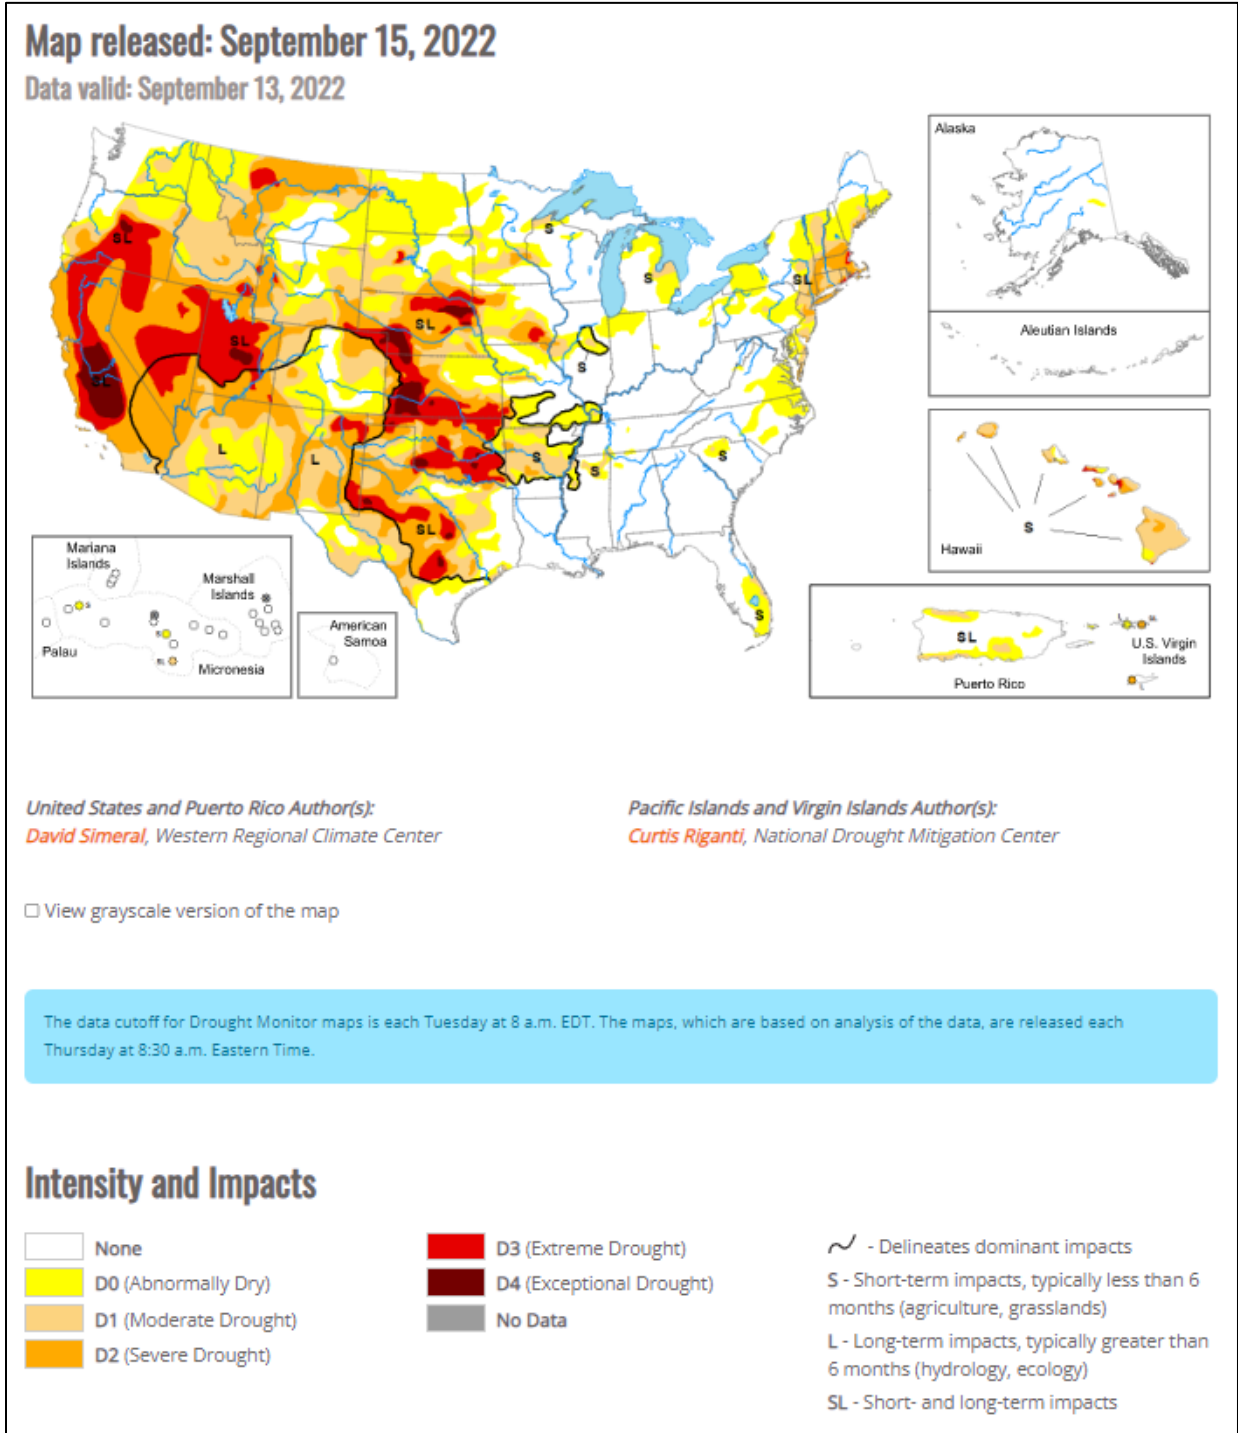 Map released: September 15, 2022
Data valid: September 13, 2022
Alaska
Aleutian Islands
SL
S
S
SL
SL
SL
SL
S
SL
L
L
S
S
S
SL
S
Hawaii
S
Mariana
Islands
Marshall
Islands
S
S
SL
Palau
Micronesia
American
Samoa
SL
U.S. Virgin
Islands
Puerto Rico
United States and Puerto Rico Author(s):
David Simeral, Western Regional Climate Center
Pacific Islands and Virgin Islands Author(s):
Curtis Riganti, National Drought Mitigation Center
View grayscale version of the map
The data cutoff for Drought Monitor maps is each Tuesday at 8 a.m. EDT. The maps, which are based on analysis of the data, are released each
Thursday at 8:30 a.m. Eastern Time.
Intensity and Impacts
None
D0 (Abnormally Dry)
D1 (Moderate Drought)
D2 (Severe Drought)
D3 (Extreme Drought)
D4 (Exceptional Drought)
No Data
- Delineates dominant impacts
S - Short-term impacts, typically less than 6
months (agriculture, grasslands)
L - Long-term impacts, typically greater than
6 months (hydrology, ecology)
SL - Short- and long-term impacts